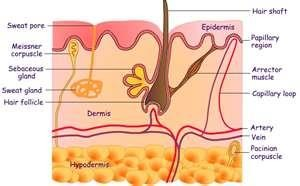 Hair shaft
Sweat pore
Epidermis
Papillary
region
Meissner
corpuscle
Sebaceous
gland
Arrector
muscle
Sweat gland
Capillary loop
Hair follicle
Dermis
Artery
Vein
Pacinian
corpuscle
Hypodermis